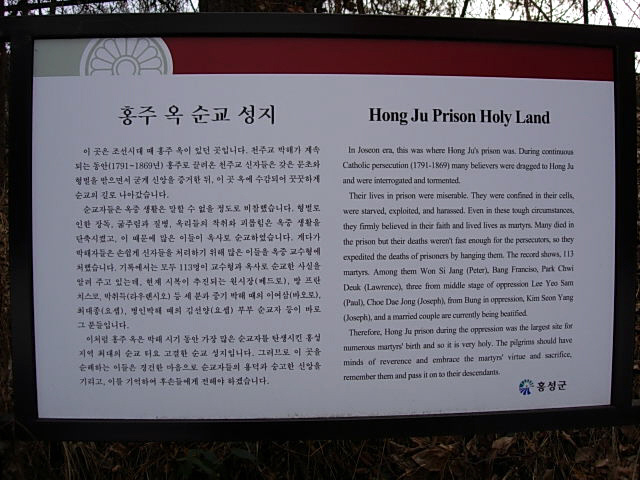 홍주 옥 순교 성지
이 곳은 조선시대 때 홍주 옥이 있던 곳입니다. 천주교 박해가 계속
되는 동안(1791-1869년) 홍주로 끌려온 천주교 신자들은 갖은 문초와
형벌을 받으면서 굳게 신앙을 증거한 뒤, 이 곳 옥에 수감되어 꿋꿋하게
순교의 길로 나아갔습니다.
순교자들은 옥중 생활은 말할 수 없을 정도로 비참했습니다. 형벌로
인한 장독, 굶주림과 질병, 옥리들의 착취와 괴롭힘은 옥중 생활을
단축시켰고, 이 때문에 많은 이들이 옥사로 순교하였습니다. 게다가
박해자들은 손쉽게 신자들을 처리하기 위해 많은 이들을 옥중 교수형에
처했습니다. 기록에서는 모두 113명이 교수형과 옥사로 순교한 사실을
알려 주고 있는데, 현재 시복이 추진되는 원시장(베드로), 방 프란
치스코, 박취득(라우렌시오) 등 세 분과 중기 박해 때의 이여삼(바오로),
최대종(요셉), 병인박해 때의 김선양(요셉) 부부 순교자 등이 바로
그 분들입니다.
이처럼 홍주 옥은 박해 시기 동안 가장 많은 순교자를 탄생시킨 홍성
지역 최대의 순교 터요 고결한 순교 성지입니다. 그러므로 이 곳을
순례하는 이들은 경건한 마음으로 순교자들의 용덕과 숭고한 신앙을
기리고, 이를 기억하여 후손들에게 전해야 하겠습니다.
Hong Ju Prison Holy Land
In Joseon era, this was where Hong Ju's prison was. During continuous
Catholic persecution (1791-1869) many believers were dragged to Hong Ju
and were interrogated and tormented.
Their lives in prison were miserable. They were confined in their cells,
were starved, exploited, and harassed. Even in these tough circumstances,
they firmly believed in their faith and lived lives as martyrs. Many died in
the prison but their deaths weren't fast enough for the persecutors, so they
expedited the deaths of prisoners by hanging them. The record shows, 113
martyrs. Among them Won Si Jang (Peter), Bang Franciso, Park Chwi
Deuk (Lawrence), three from middle stage of oppression Lee Yeo Sam
(Paul), Choe Dae Jong (Joseph), from Bung in oppression, Kim Seon Yang
(Joseph), and a married couple are currently being beatified.
Therefore, Hong Ju prison during the oppression was the largest site for
numerous martyrs' birth and so it is very holy. The pilgrims should have
minds of reverence and embrace the martyrs' virtue and sacrifice,
remember them and pass it on to their descendants.
홍성군